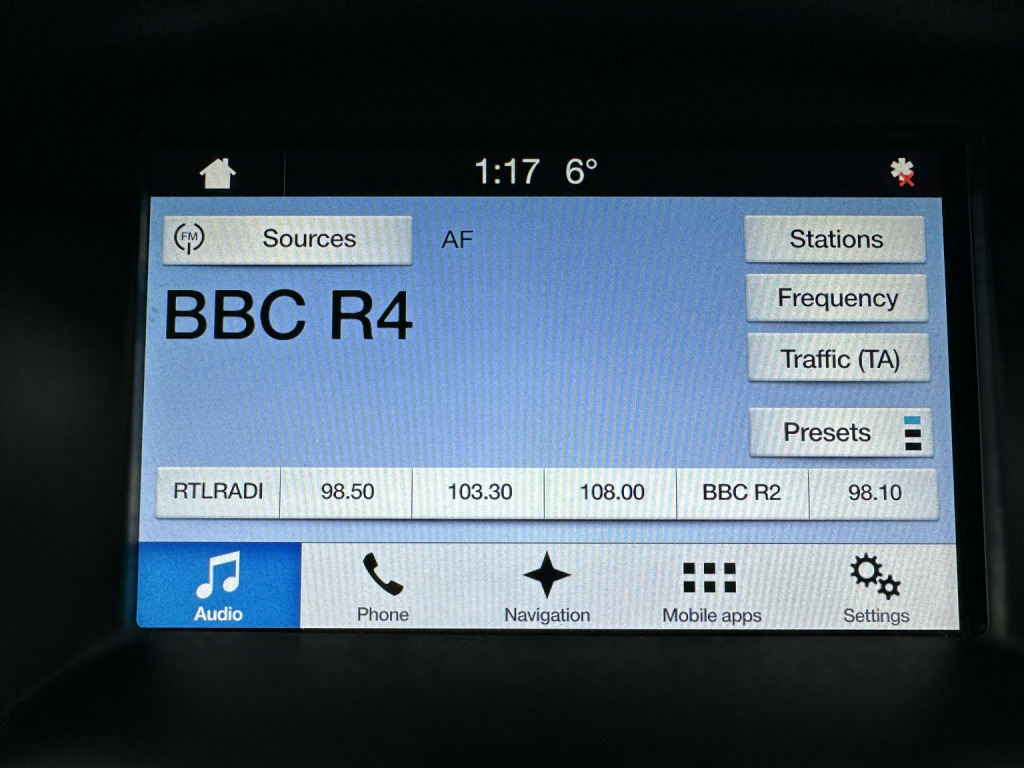 1:17 6°
FM Sources AF Stations
BBC R4
Frequency
Traffic (TA)
Presets
RTLRADI 98.50 103.30 108.00 BBC R2 98.10
Audio Phone Navigation Mobile apps Settings